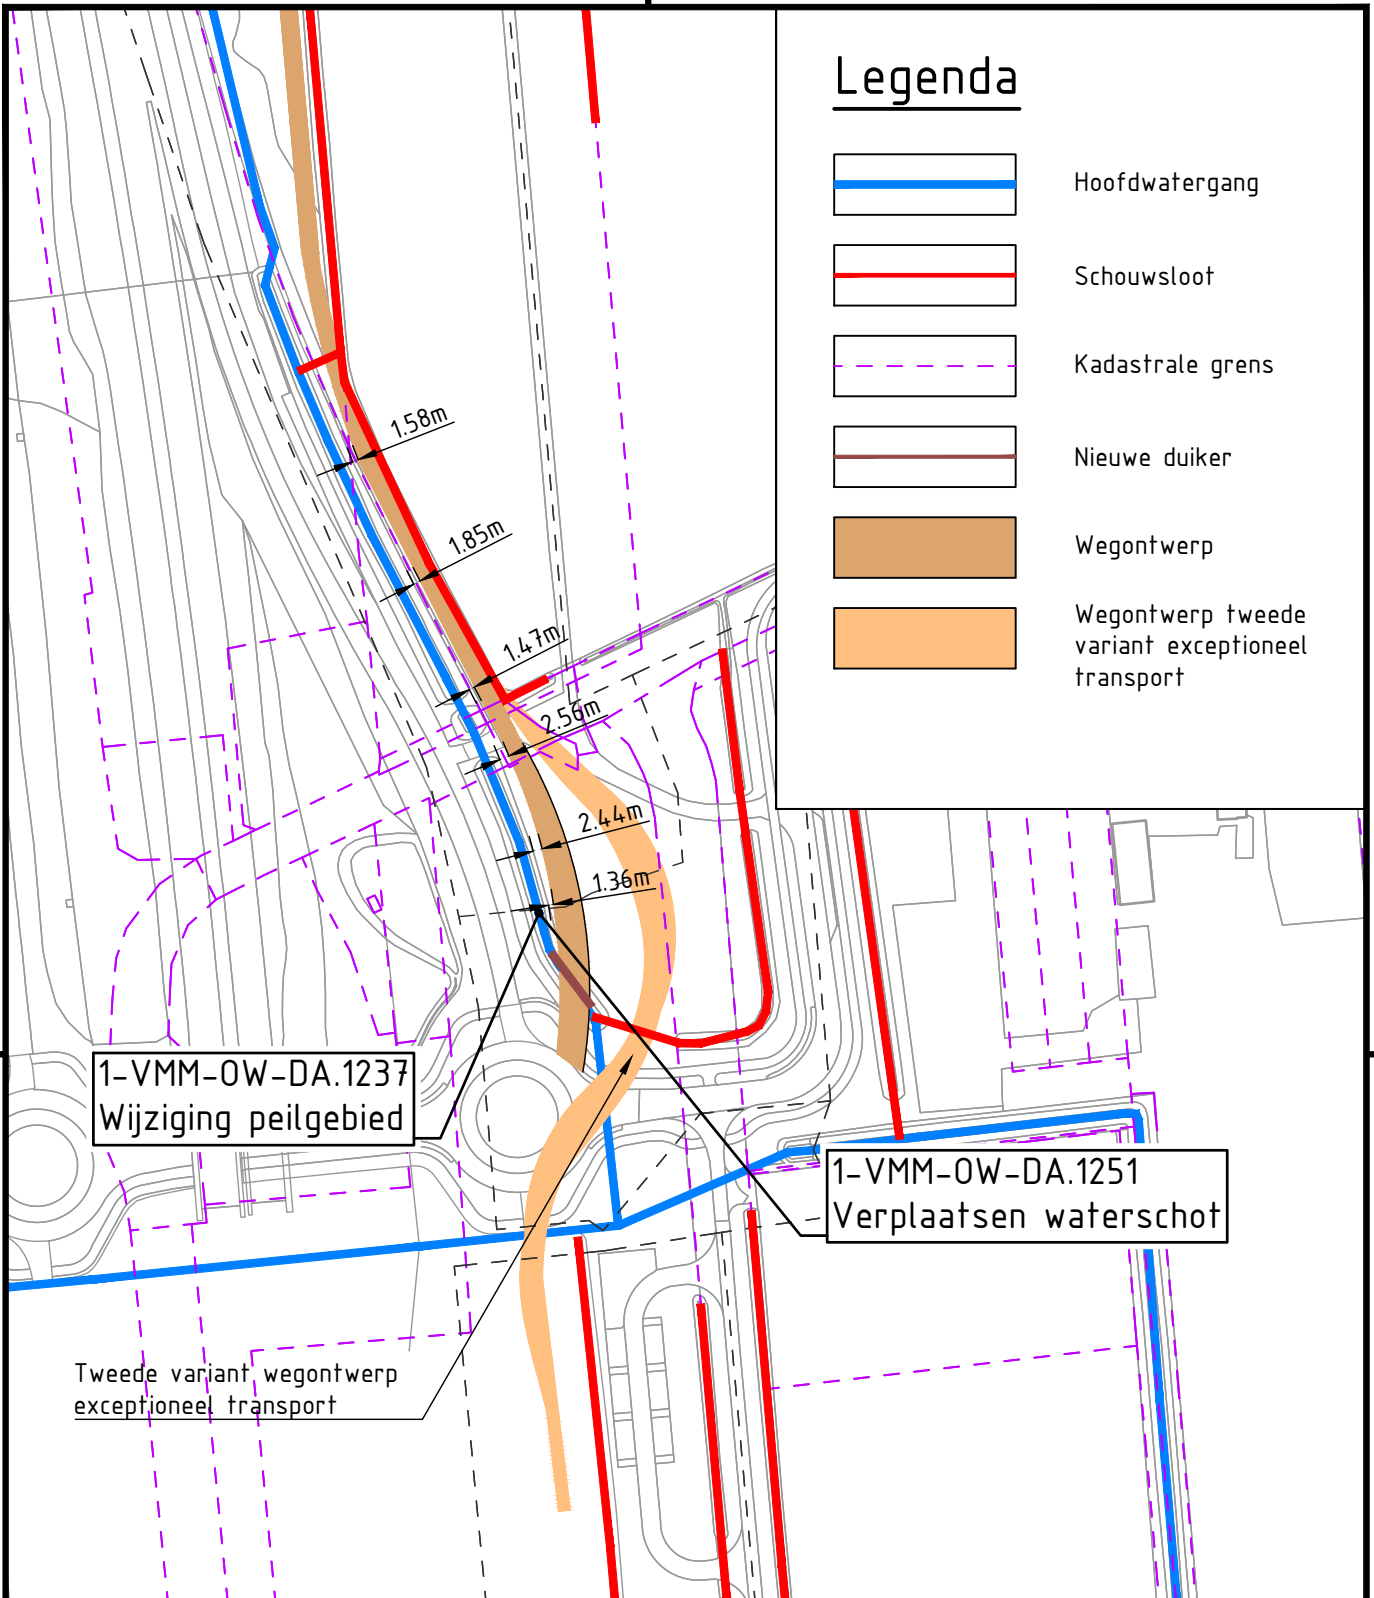 Legenda
Hoofdwatergang
Schouwsloot
Kadastrale grens
Nieuwe duiker
Wegontwerp
Wegontwerp tweede
variant exceptioneel
transport
1.58m
1.85m
1.47m
2.56m
2.44m
1.36m
1-VMM-OW-DA.1237
Wijziging peilgebied
1-VMM-OW-DA.1251
Verplaatsen waterschot
Tweede variant wegontwerp
exceptioneel transport